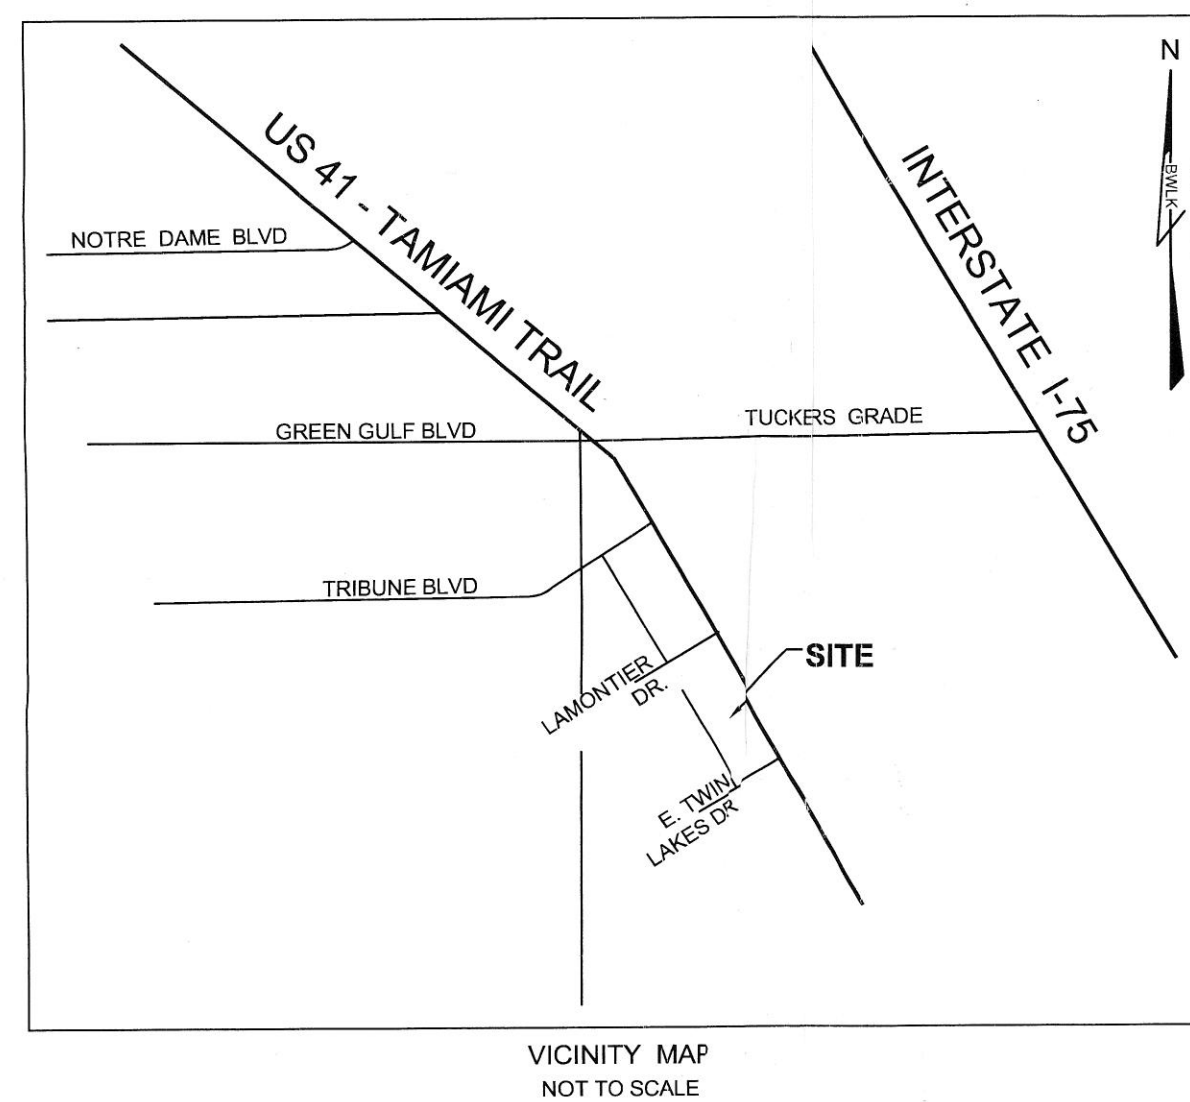 N
BWLK
US 41 - TAMIAMI TRAIL
INTERSTATE I-75
NOTRE DAME BLVD
GREEN GULF BLVD
TUCKERS GRADE
TRIBUNE BLVD
SITE
LAMONTIER
DR.
E. TWIN
LAKES DR
VICINITY MAP
NOT TO SCALE